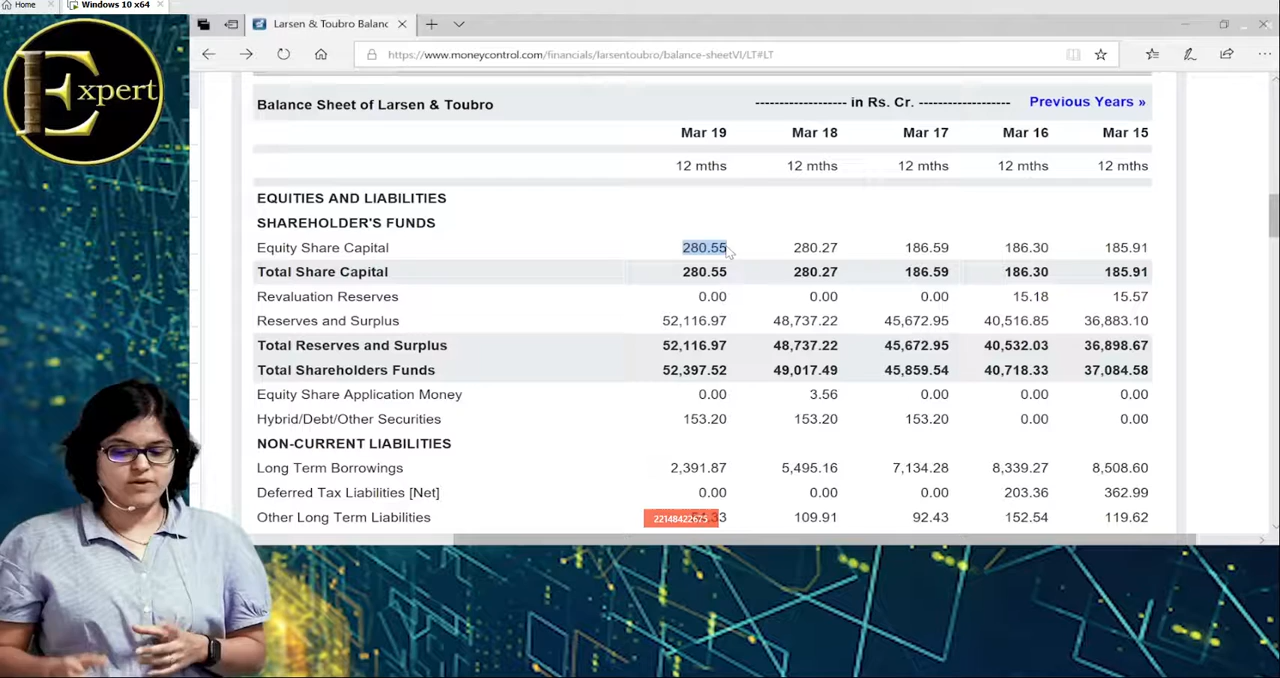 Home
Windows 10 x64
Expert
Larsen & Toubro Balanc
https://www.moneycontrol.com/financials/larsentoubro/balance-sheetVI/LT#LT
Balance Sheet of Larsen & Toubro ------------------- in Rs. Cr. ------------------- Previous Years »
Mar 19 Mar 18 Mar 17 Mar 16 Mar 15
12 mths 12 mths 12 mths 12 mths 12 mths
EQUITIES AND LIABILITIES
SHAREHOLDER'S FUNDS
Equity Share Capital 280.55 280.27 186.59 186.30 185.91
Total Share Capital 280.55 280.27 186.59 186.30 185.91
Revaluation Reserves 0.00 0.00 0.00 15.18 15.57
Reserves and Surplus 52,116.97 48,737.22 45,672.95 40,516.85 36,883.10
Total Reserves and Surplus 52,116.97 48,737.22 45,672.95 40,532.03 36,898.67
Total Shareholders Funds 52,397.52 49,017.49 45,859.54 40,718.33 37,084.58
Equity Share Application Money 0.00 3.56 0.00 0.00 0.00
Hybrid/Debt/Other Securities 153.20 153.20 153.20 0.00 0.00
NON-CURRENT LIABILITIES
Long Term Borrowings 2,391.87 5,495.16 7,134.28 8,339.27 8,508.60
Deferred Tax Liabilities [Net] 0.00 0.00 0.00 203.36 362.99
Other Long Term Liabilities 109.91 92.43 152.54 119.62
22148422675